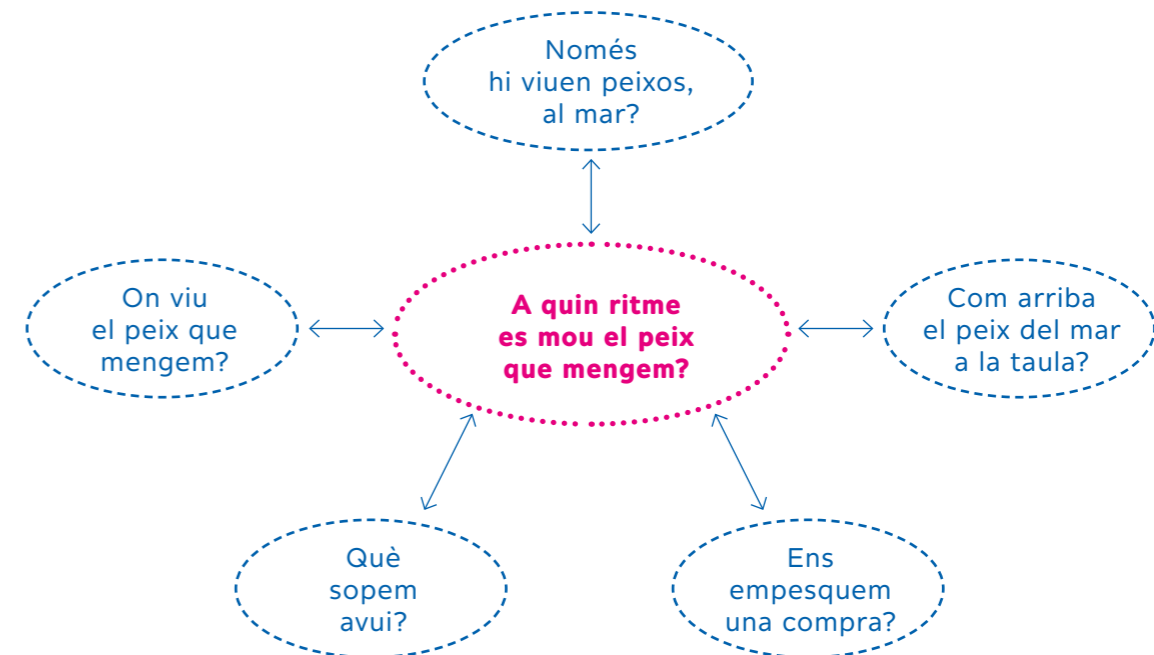 Només
hi viuen peixos,
al mar?
On viu
el peix que
mengem?
A quin ritme
es mou el peix
que mengem?
Com arriba
el peix del mar
a la taula?
Què
sopem
avui?
Ens
empesquem
una compra?